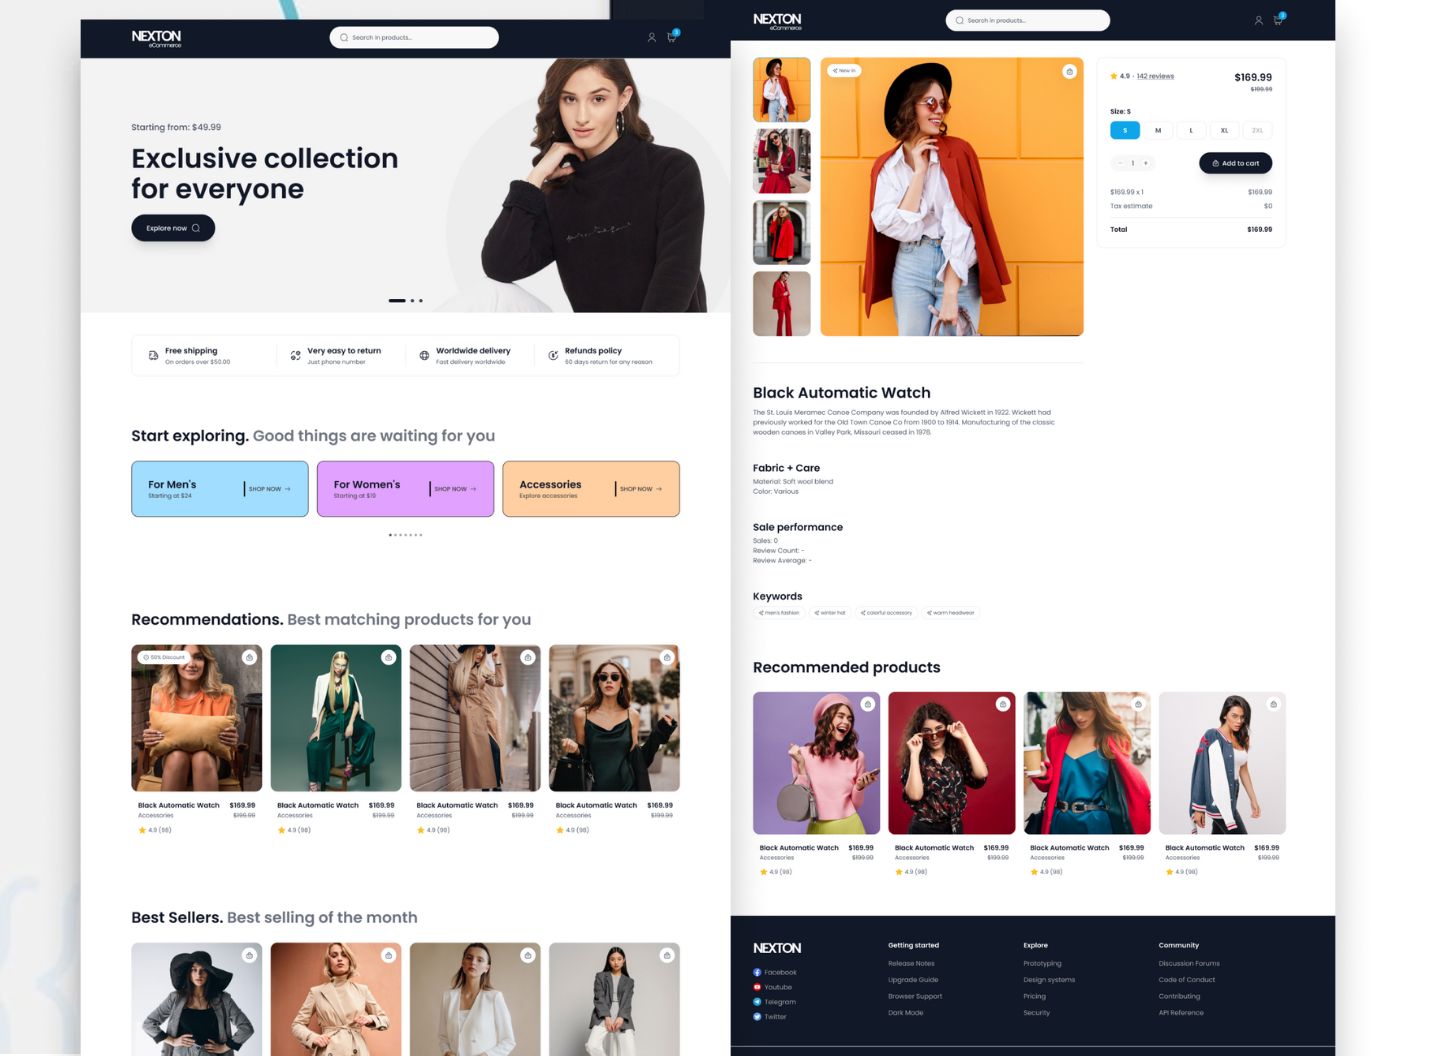 NEXTON
eCommerce
Search in products...
3
Starting from: $49.99
Exclusive collection
for everyone
Explore now
Free shipping
On orders over $50.00
Very easy to return
Just phone number
Worldwide delivery
Fast delivery worldwide
Refunds policy
60 days return for any reason
Start exploring. Good things are waiting for you
For Men's
Starting at $24
SHOP NOW
For Women's
Starting at $19
SHOP NOW
Accessories
Explore accessories
SHOP NOW
Recommendations. Best matching products for you
50% Discount
Black Automatic Watch $169.99
Accessories $199.99
4.9 (98)
Black Automatic Watch $169.99
Accessories $199.99
4.9 (98)
Black Automatic Watch $169.99
Accessories $199.99
4.9 (98)
Black Automatic Watch $169.99
Accessories $199.99
4.9 (98)
Best Sellers. Best selling of the month
NEXTON
eCommerce
Search in products...
3
New in
4.9 · 142 reviews
$169.99
$199.99
Size: S
S M L XL 2XL
- 1 +
Add to cart
$169.99 x 1 $169.99
Tax estimate $0
Total $169.99
Black Automatic Watch
The St. Louis Meramec Canoe Company was founded by Alfred Wickett in 1922. Wickett had
previously worked for the Old Town Canoe Co from 1900 to 1914. Manufacturing of the classic
wooden canoes in Valley Park, Missouri ceased in 1978.
Fabric + Care
Material: Soft wool blend
Color: Various
Sale performance
Sales: 0
Review Count: -
Review Average: -
Keywords
men's fashion
winter hat
colorful accessory
warm headwear
Recommended products
Black Automatic Watch $169.99
Accessories $199.99
4.9 (98)
Black Automatic Watch $169.99
Accessories $199.99
4.9 (98)
Black Automatic Watch $169.99
Accessories $199.99
4.9 (98)
Black Automatic Watch $169.99
Accessories $199.99
4.9 (98)
NEXTON
Facebook
Youtube
Telegram
Twitter
Getting started
Release Notes
Upgrade Guide
Browser Support
Dark Mode
Explore
Prototyping
Design systems
Pricing
Security
Community
Discussion Forums
Code of Conduct
Contributing
API Reference